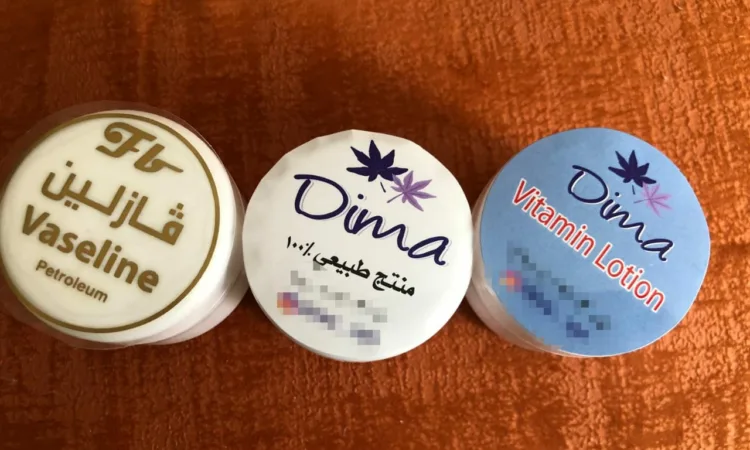 Fb
ڤازلين
Vaseline
Petroleum
Dima
منتج طبيعي ١٠٠٪
Dima
Vitamin Lotion